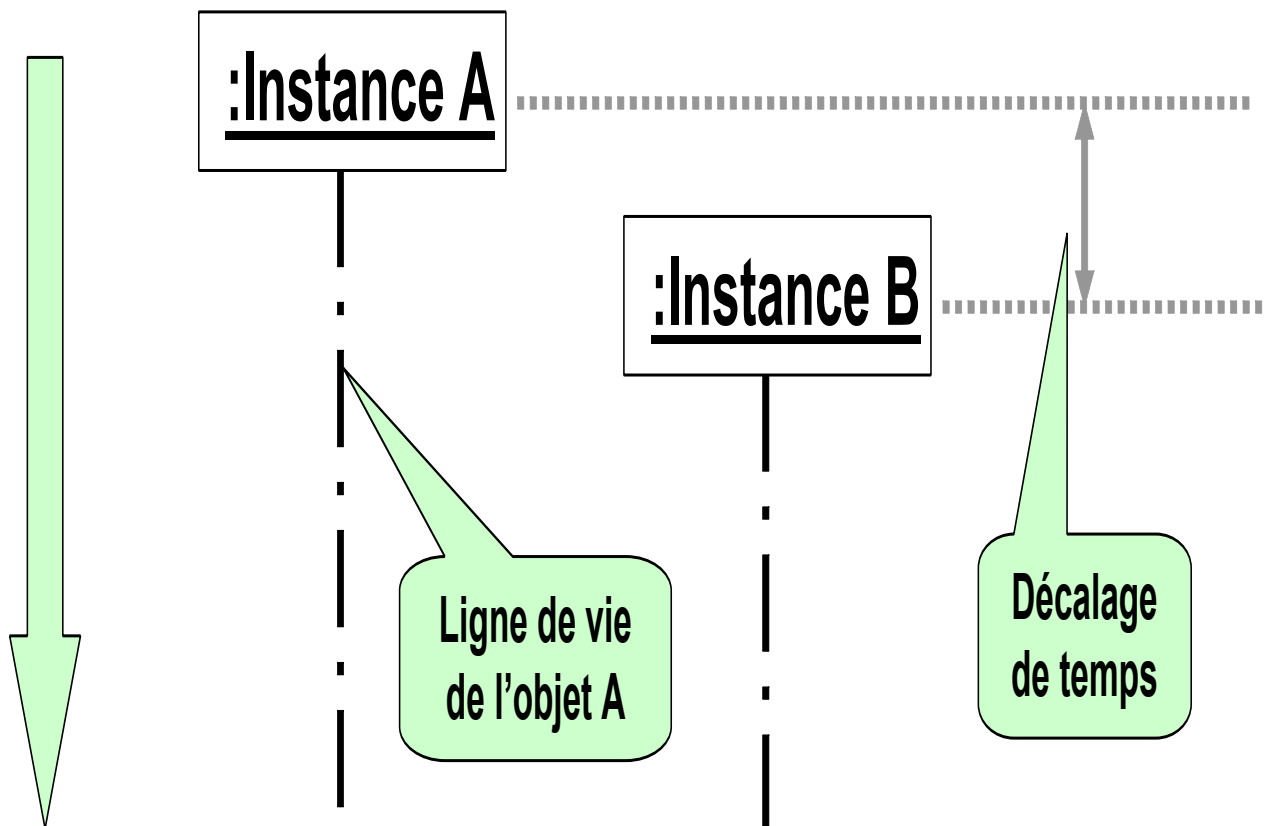 :Instance A
:Instance B
Ligne de vie
de l’objet A
Décalage
de temps